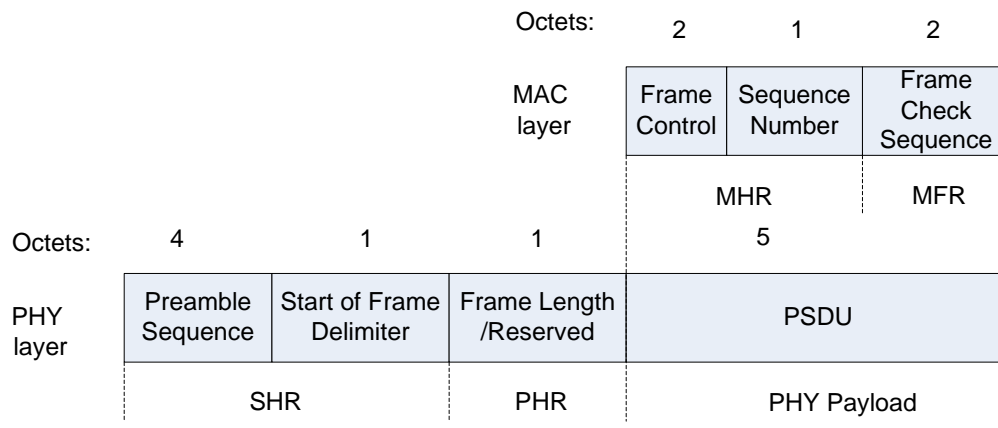 Octets: 2 1 2
MAC layer
Frame Control
Sequence Number
Frame Check Sequence
MHR MFR
Octets: 4 1 1 5
PHY layer
Preamble Sequence
Start of Frame Delimiter
Frame Length /Reserved
PSDU
SHR PHR PHY Payload